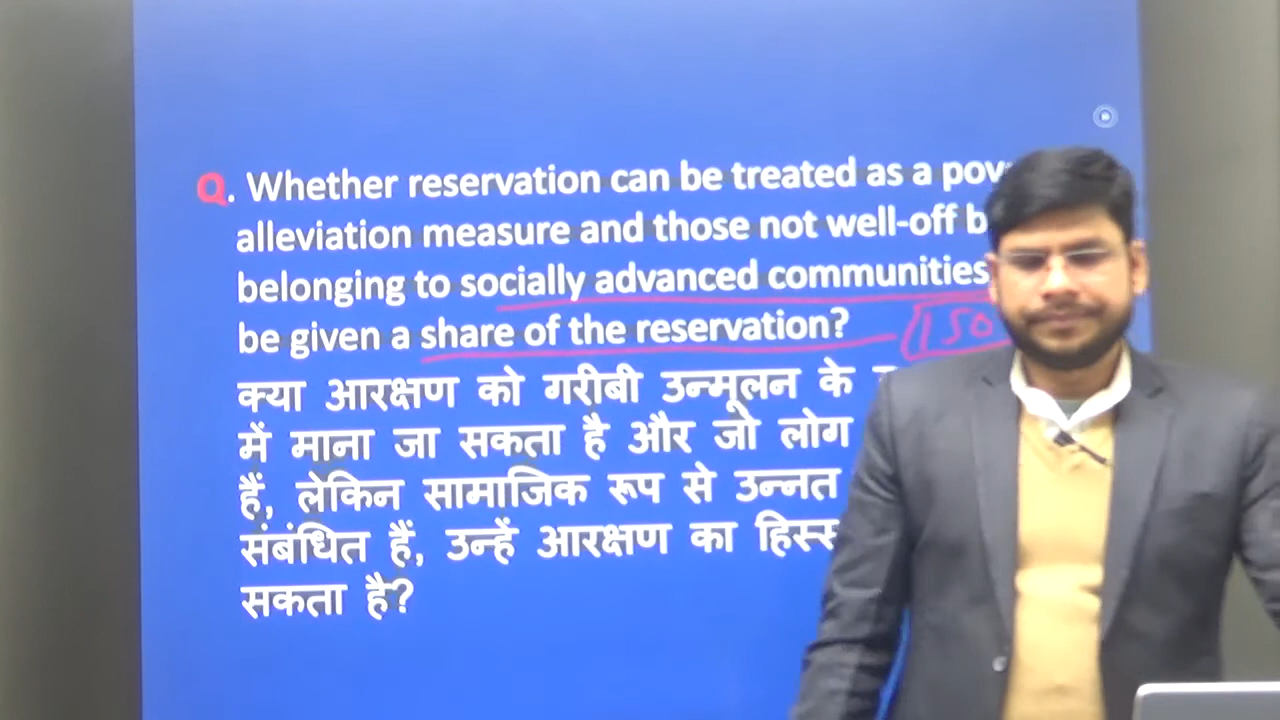 Q. Whether reservation can be treated as a
alleviation measure and those not well-off
belonging to socially advanced communities
be given a share of the reservation? 150
क्या आरक्षण को गरीबी उन्मूलन के
में माना जा सकता है और जो लोग
हैं, लेकिन सामाजिक रूप से उन्नत
संबंधित हैं, उन्हें आरक्षण का
सकता है?